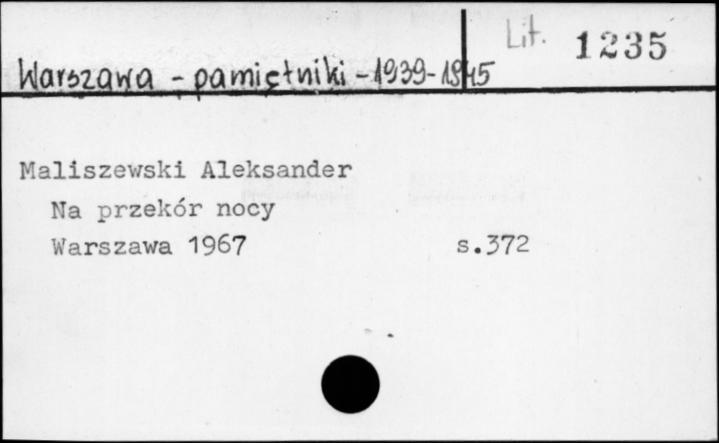 Lit. 1235
Warszawa - pamiętniki - 1939-1945
Maliszewski Aleksander
Na przekór nocy
Warszawa 1967 s.372